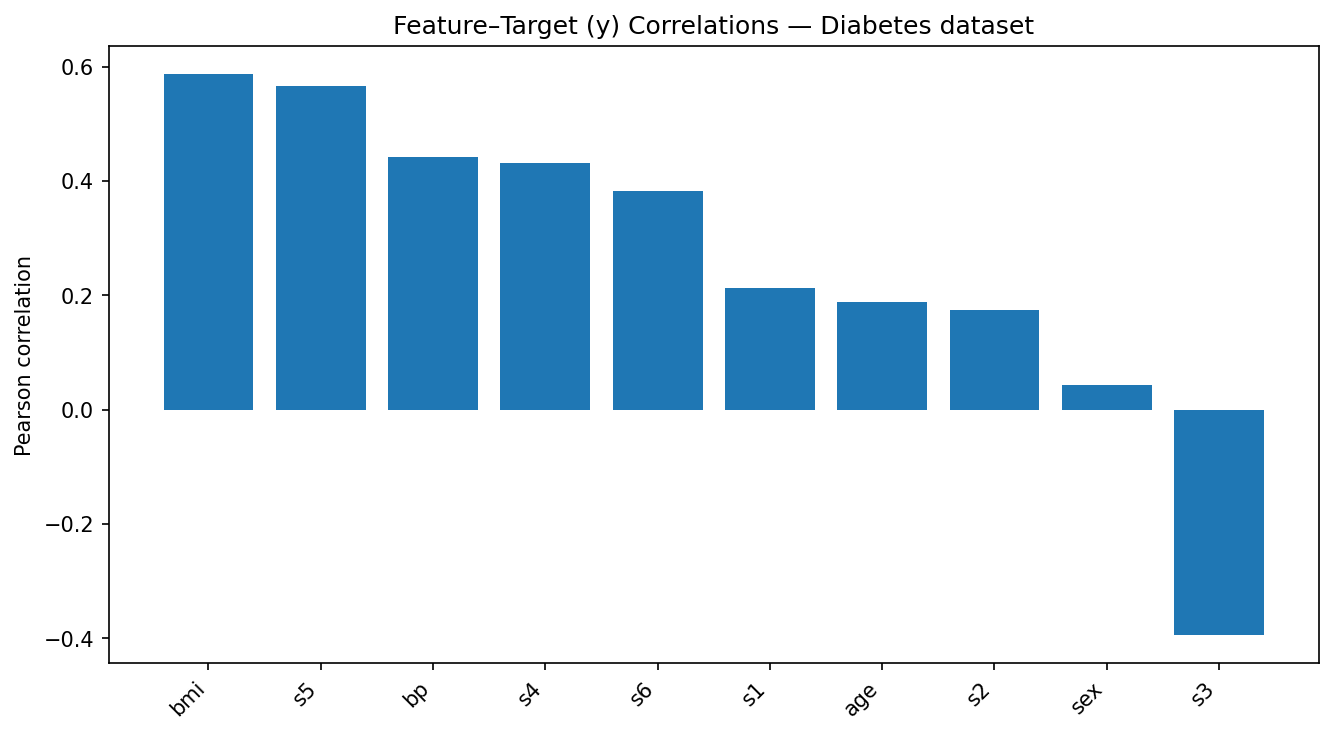 Feature–Target (y) Correlations — Diabetes dataset
Pearson correlation
0.6
0.4
0.2
0.0
−0.2
−0.4
bmi
s5
bp
s4
s6
s1
age
s2
sex
s3